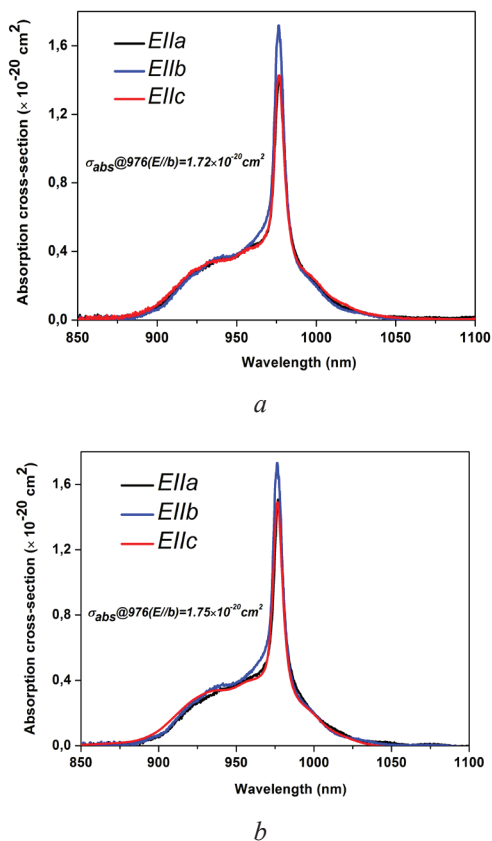 a
1,6
1,2
0,8
0,4
0,0
Absorption cross-section (× 10⁻²⁰ cm²)
EIIa
EIIb
EIIc
σabs@976(E//b)=1.72×10⁻²⁰cm²
850 900 950 1000 1050 1100
Wavelength (nm)
a
b
1,6
1,2
0,8
0,4
0,0
Absorption cross-section (× 10⁻²⁰ cm²)
EIIa
EIIb
EIIc
σabs@976(E//b)=1.75×10⁻²⁰cm²
850 900 950 1000 1050 1100
Wavelength (nm)
b